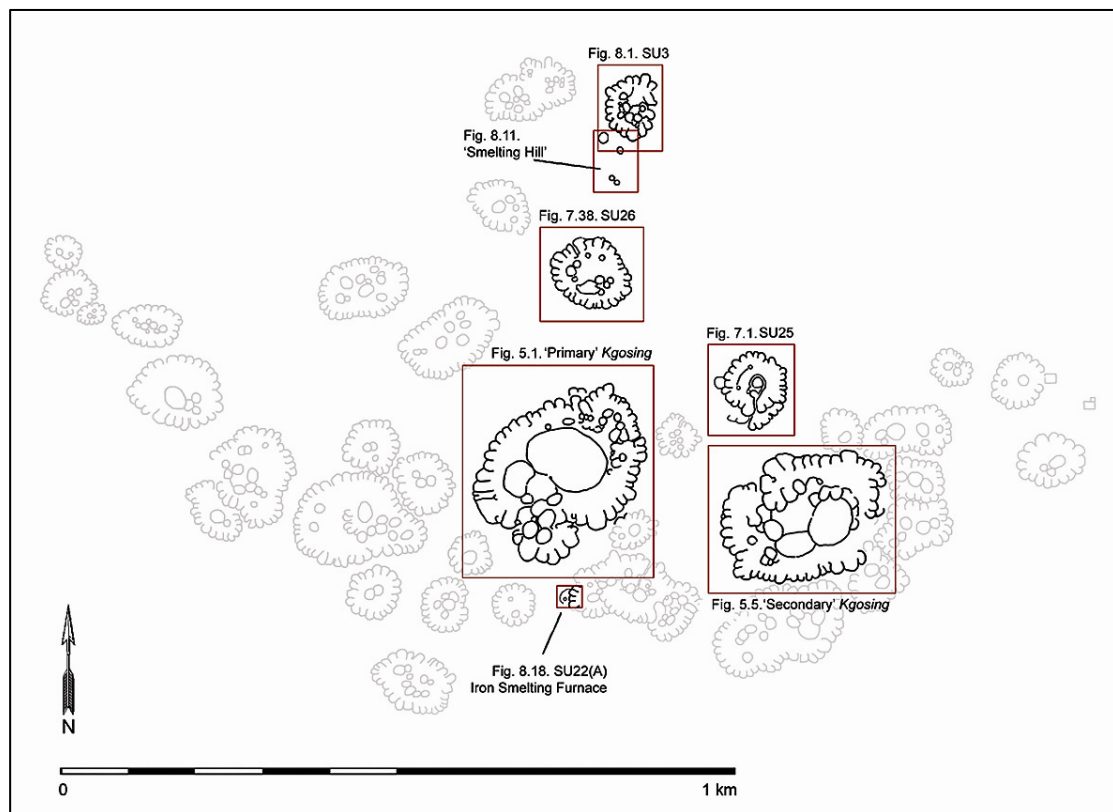 Fig. 8.1. SU3
Fig. 8.11.
'Smelting Hill'
Fig. 7.38. SU26
Fig. 7.1. SU25
Fig. 5.1. 'Primary' Kgosing
Fig. 5.5. 'Secondary' Kgosing
Fig. 8.18. SU22(A)
Iron Smelting Furnace
N
0
1 km